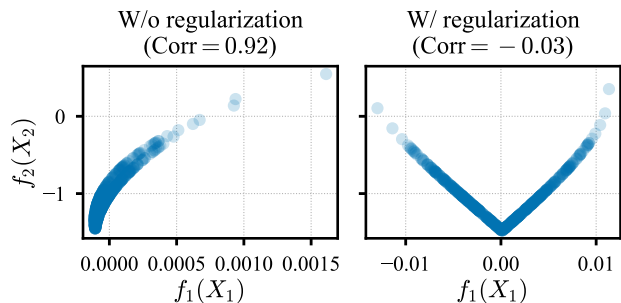 W/o regularization
(Corr = 0.92)
W/ regularization
(Corr = − 0.03)
f₂(X₂)
0
−1
0.0000 0.0005 0.0010 0.0015
−0.01 0.00 0.01
f₁(X₁)
f₁(X₁)